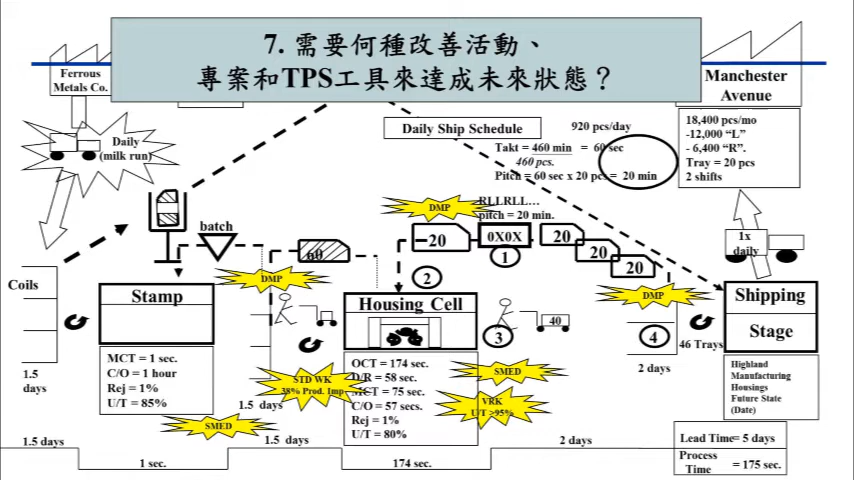 7. 需要何種改善活動、
專案和TPS工具來達成未來狀態？
Ferrous
Metals Co.
Manchester
Avenue
Daily
(milk run)
Daily Ship Schedule
920 pcs/day
Takt = 460 min = 60 sec
460 pcs.
Pitch = 60 sec x 20 pcs = 20 min
18,400 pcs/mo
-12,000 “L”
- 6,400 “R”.
Tray = 20 pcs
2 shifts
DMP
RLLRLL…
pitch = 20 min.
batch
60
20
0X0X
1
20
20
20
1x
daily
Coils
DMP
2
DMP
Stamp
Housing Cell
3
40
4
46 Trays
Shipping
Stage
MCT = 1 sec.
C/O = 1 hour
Rej = 1%
U/T = 85%
OCT = 174 sec.
D/R = 58 sec.
MCT = 75 sec.
C/O = 57 secs.
Rej = 1%
U/T = 80%
STD WK
38% Prod. Imp
SMED
VRK
U/T >95%
SMED
1.5
days
1.5 days
2 days
Highland
Manufacturing
Housings
Future State
(Date)
1.5 days
1 sec.
1.5 days
174 sec.
2 days
Lead Time= 5 days
Process
Time = 175 sec.